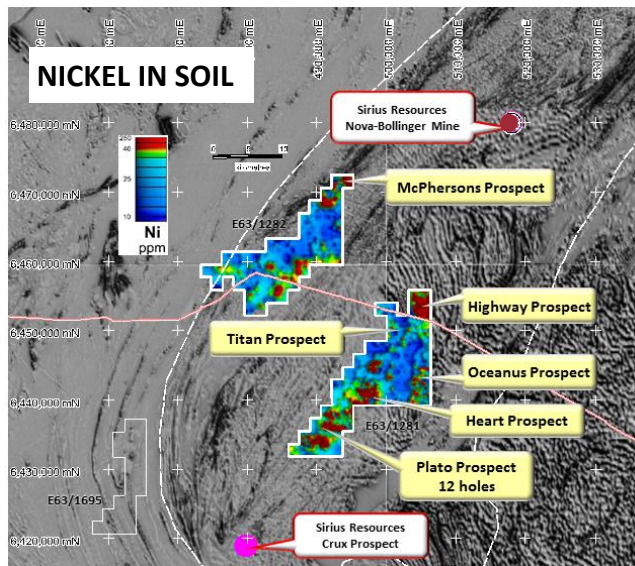 NICKEL IN SOIL
Sirius Resources
Nova-Bollinger Mine
6,480,000 mN
0
40
10
Ni
ppm
6,470,000 mN
McPhersons Prospect
E63/1282
6,460,000 mN
Highway Prospect
6,450,000 mN
Titan Prospect
Oceanus Prospect
6,440,000 mN
Heart Prospect
E63/1281
6,430,000 mN
Plato Prospect
12 holes
E63/1695
6,420,000 mN
Sirius Resources
Crux Prospect